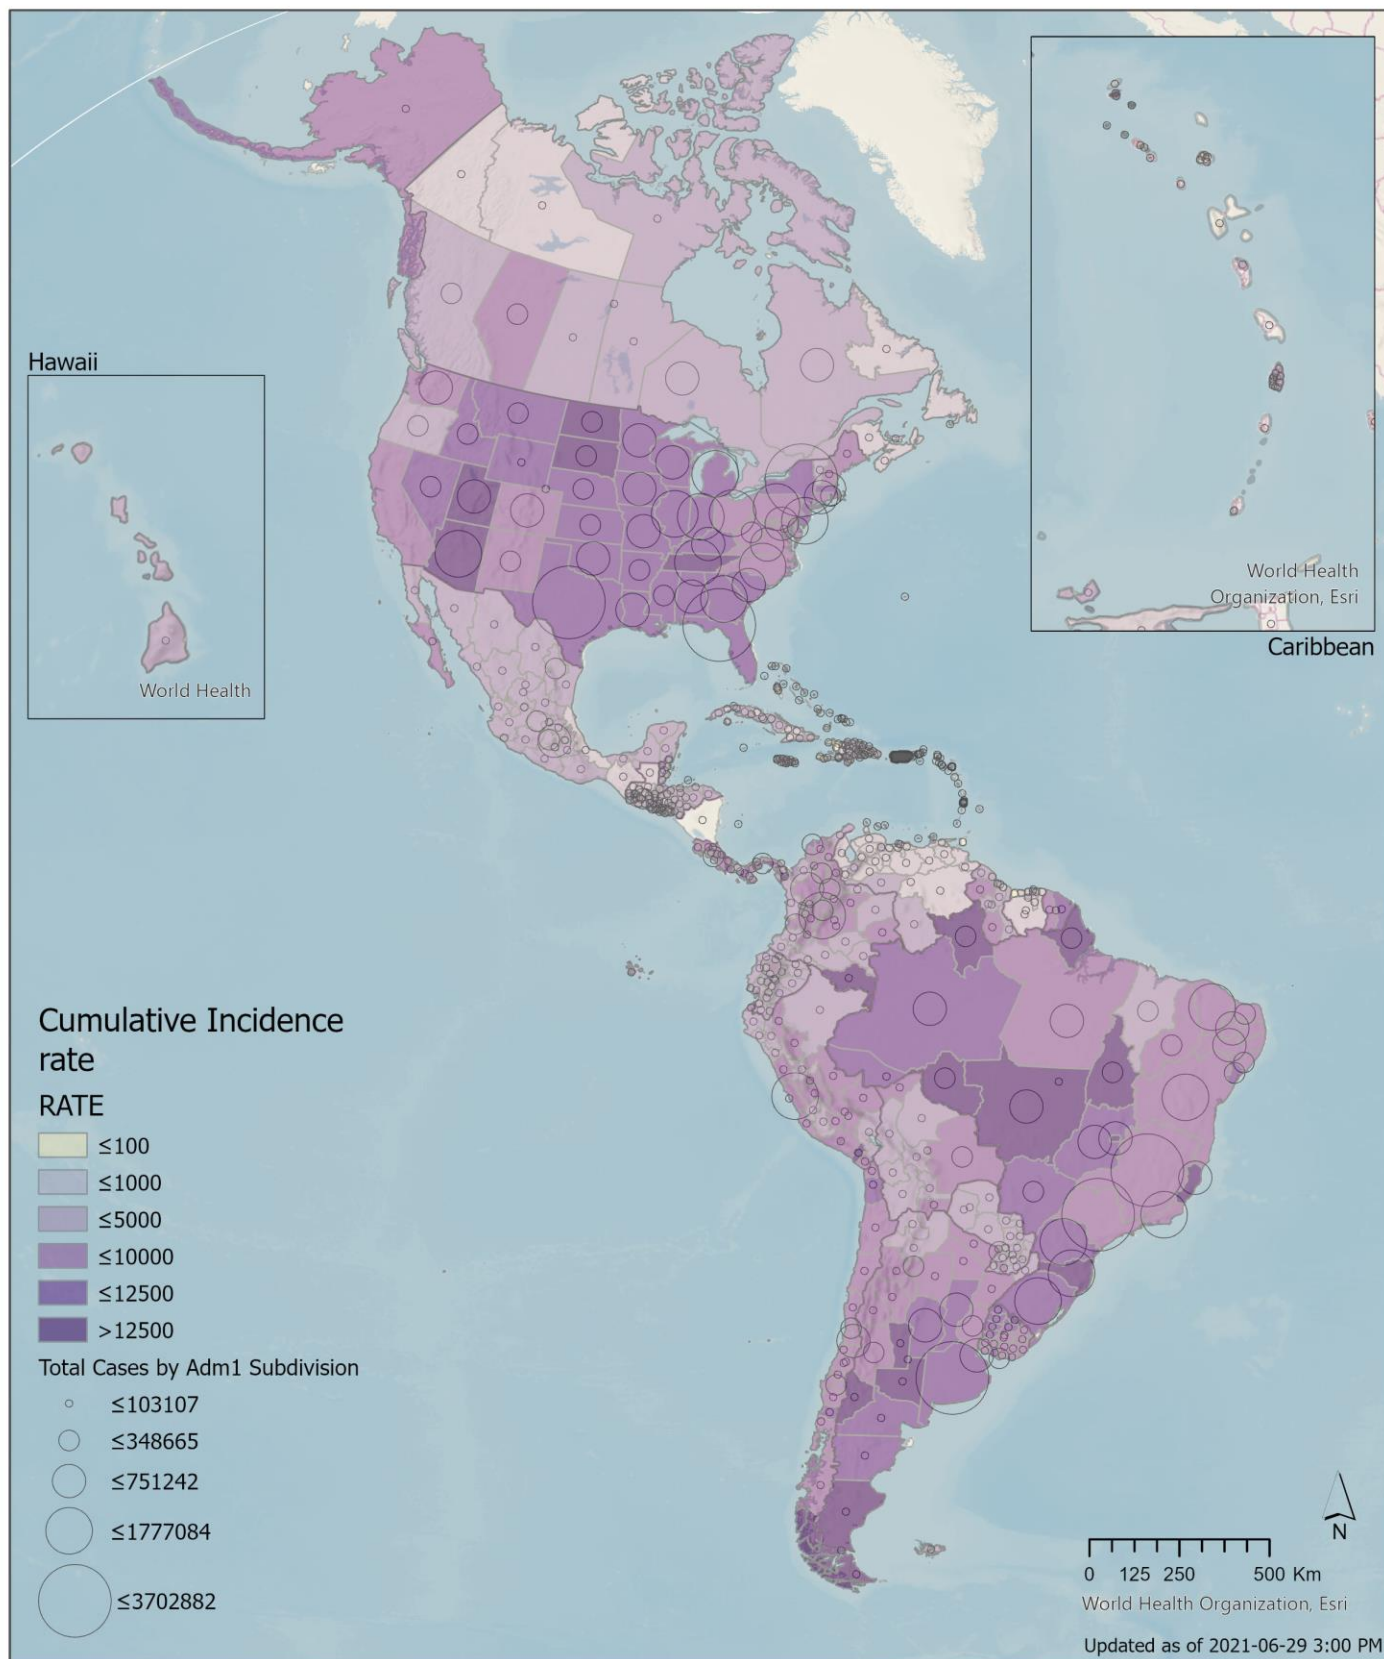 Hawaii
World Health
World Health
Organization, Esri
Caribbean
Cumulative Incidence
rate
RATE
≤100
≤1000
≤5000
≤10000
≤12500
>12500
Total Cases by Adm1 Subdivision
≤103107
≤348665
≤751242
≤1777084
≤3702882
N
0 125 250 500 Km
World Health Organization, Esri
Updated as of 2021-06-29 3:00 PM